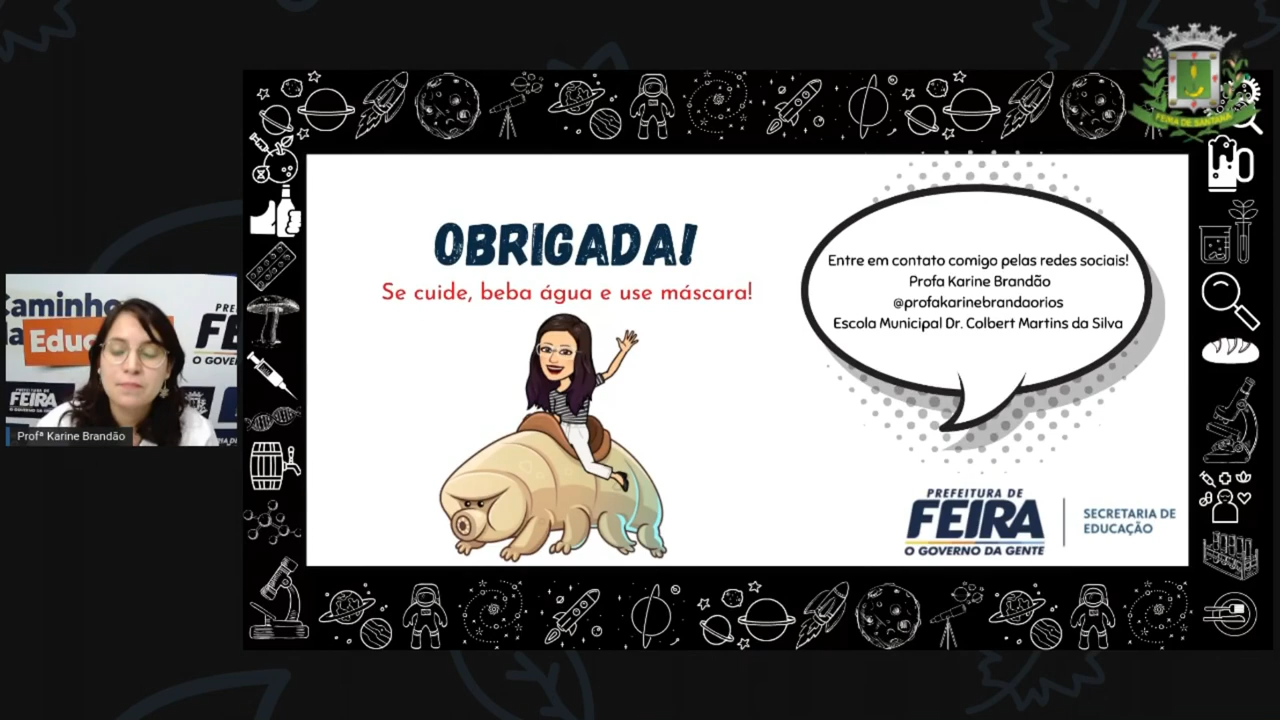 FEIRA DE SANTANA
OBRIGADA!
Se cuide, beba água e use máscara!
Entre em contato comigo pelas redes sociais!
Profa Karine Brandão
@profakarinebrandaorios
Escola Municipal Dr. Colbert Martins da Silva
PREFEITURA DE
FEIRA
O GOVERNO DA GENTE
SECRETARIA DE
EDUCAÇÃO
PREFEITURA DE
FEIRA
O GOVERNO DA GENTE
Profª Karine Brandão